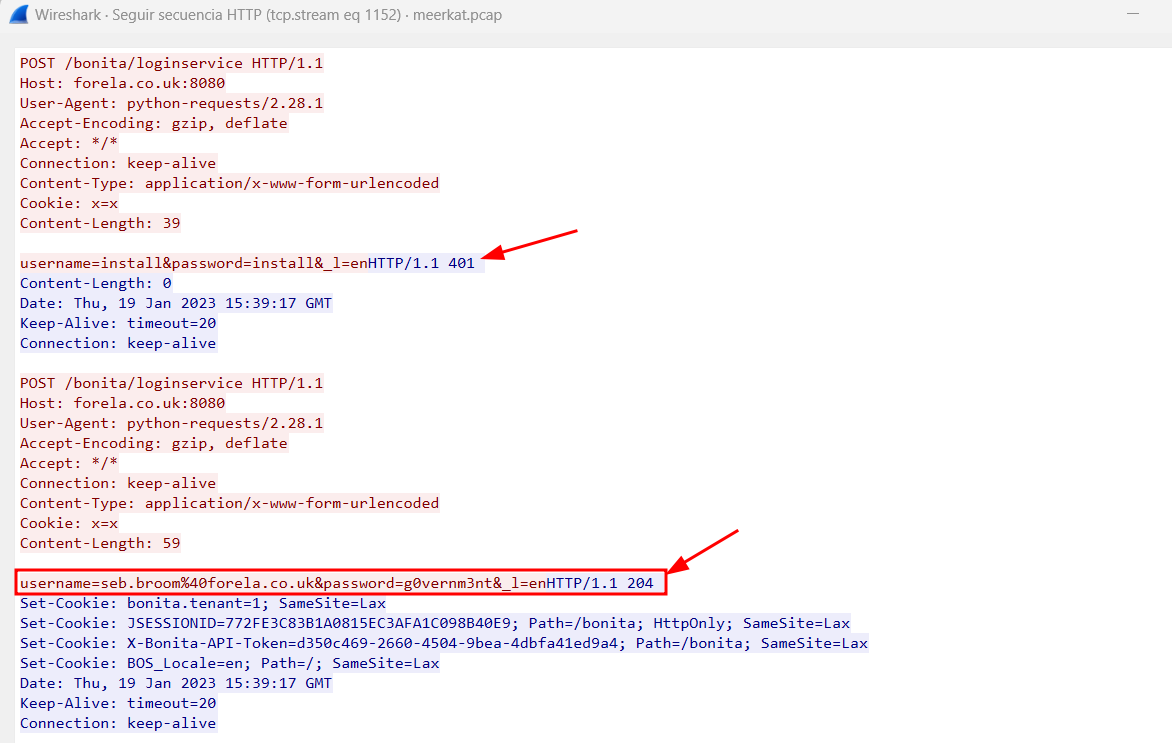 Wireshark · Seguir secuencia HTTP (tcp.stream eq 1152) · meerkat.pcap
POST /bonita/loginservice HTTP/1.1
Host: forela.co.uk:8080
User-Agent: python-requests/2.28.1
Accept-Encoding: gzip, deflate
Accept: */*
Connection: keep-alive
Content-Type: application/x-www-form-urlencoded
Cookie: x=x
Content-Length: 39
username=install&password=install&_l=enHTTP/1.1 401
Content-Length: 0
Date: Thu, 19 Jan 2023 15:39:17 GMT
Keep-Alive: timeout=20
Connection: keep-alive
POST /bonita/loginservice HTTP/1.1
Host: forela.co.uk:8080
User-Agent: python-requests/2.28.1
Accept-Encoding: gzip, deflate
Accept: */*
Connection: keep-alive
Content-Type: application/x-www-form-urlencoded
Cookie: x=x
Content-Length: 59
username=seb.broom%40forela.co.uk&password=g0vernm3nt&_l=enHTTP/1.1 204
Set-Cookie: bonita.tenant=1; SameSite=Lax
Set-Cookie: JSESSIONID=772FE3C83B1A0815EC3AFA1C098B40E9; Path=/bonita; HttpOnly; SameSite=Lax
Set-Cookie: X-Bonita-API-Token=d350c469-2660-4504-9bea-4dbfa41ed9a4; Path=/bonita; SameSite=Lax
Set-Cookie: BOS_Locale=en; Path=/; SameSite=Lax
Date: Thu, 19 Jan 2023 15:39:17 GMT
Keep-Alive: timeout=20
Connection: keep-alive